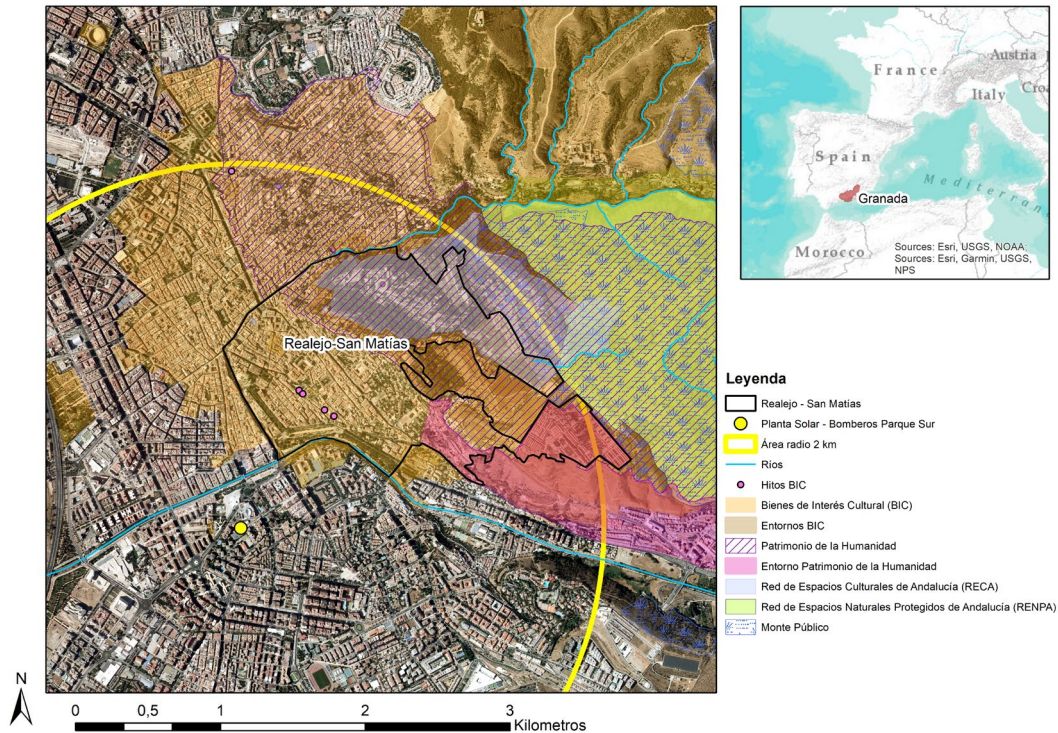 Realejo-San Matías
France
Austria
Italy
Spain
Granada
Morocco
Sources: Esri, USGS, NOAA;
Sources: Esri, Garmin, USGS,
NPS
Leyenda
Realejo - San Matías
Planta Solar - Bomberos Parque Sur
Área radio 2 km
Ríos
Hitos BIC
Bienes de Interés Cultural (BIC)
Entornos BIC
Patrimonio de la Humanidad
Entorno Patrimonio de la Humanidad
Red de Espacios Culturales de Andalucía (RECA)
Red de Espacios Naturales Protegidos de Andalucía (RENPA)
Monte Público
N
0 0,5 1 2 3
Kilometros